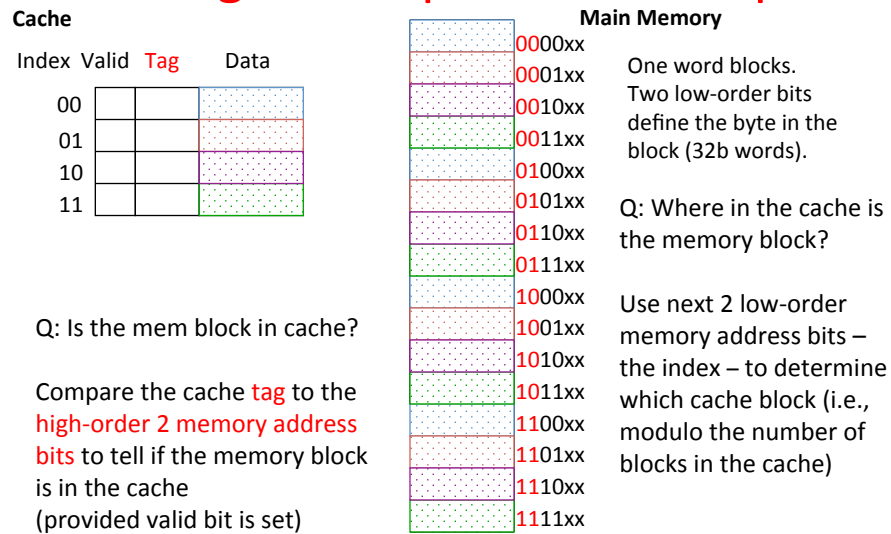 Cache
Index Valid Tag Data
00
01
10
11
Q: Is the mem block in cache?
Compare the cache tag to the
high-order 2 memory address
bits to tell if the memory block
is in the cache
(provided valid bit is set)
Main Memory
0000xx
0001xx
0010xx
0011xx
0100xx
0101xx
0110xx
0111xx
1000xx
1001xx
1010xx
1011xx
1100xx
1101xx
1110xx
1111xx
One word blocks.
Two low-order bits
define the byte in the
block (32b words).
Q: Where in the cache is
the memory block?
Use next 2 low-order
memory address bits –
the index – to determine
which cache block (i.e.,
modulo the number of
blocks in the cache)